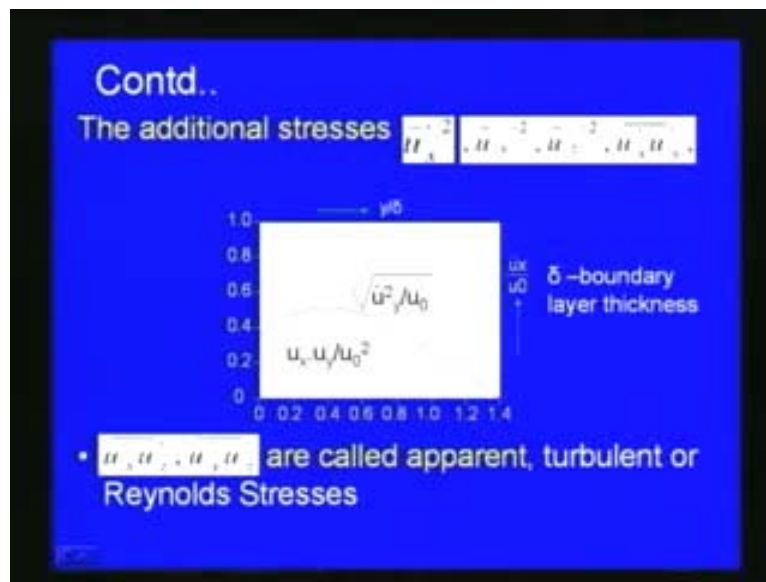 Contd..
The additional stresses
y/δ
1.0
0.8
0.6
0.4
0.2
0
0 0.2 0.4 0.6 0.8 1.0 1.2 1.4
√u²y/u₀
uₓ.uy/u₀²
ux
u0
δ –boundary
layer thickness
• are called apparent, turbulent or
Reynolds Stresses